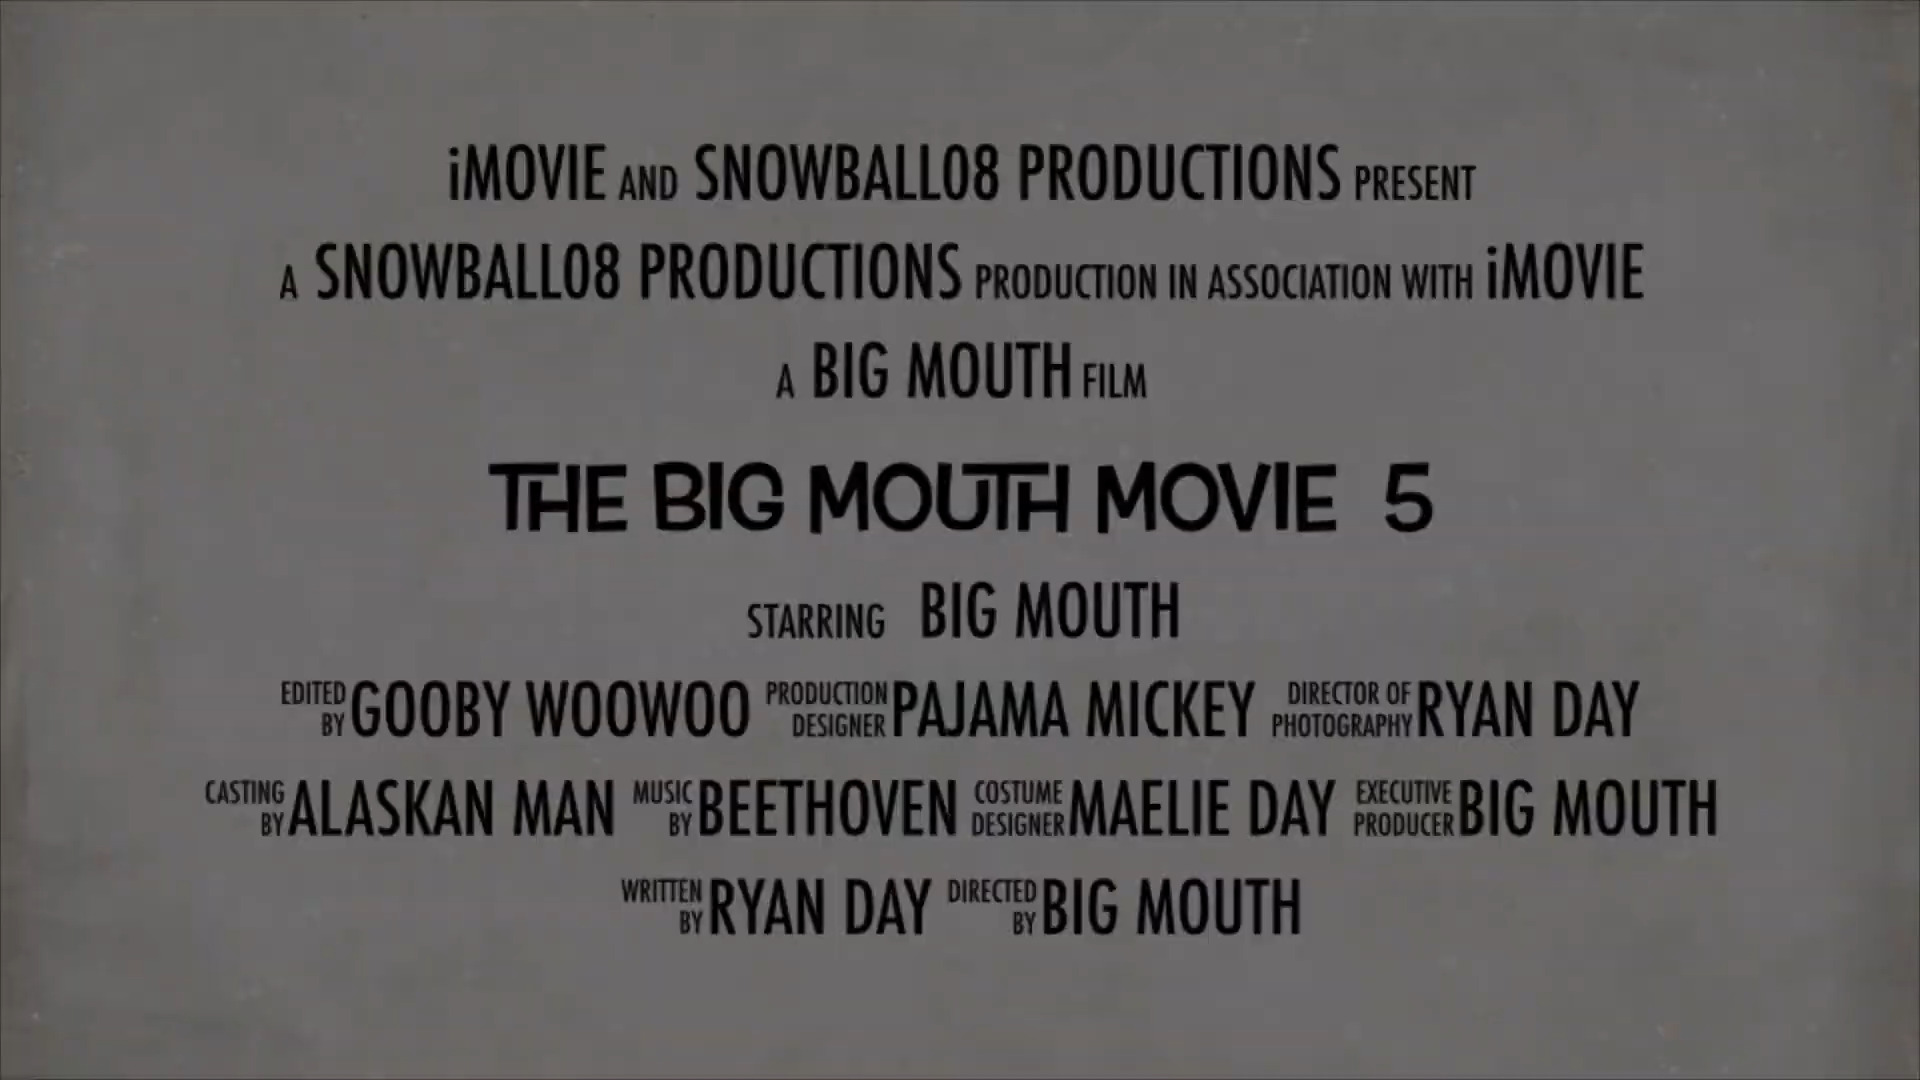 iMOVIE AND SNOWBALL08 PRODUCTIONS PRESENT
A SNOWBALL08 PRODUCTIONS PRODUCTION IN ASSOCIATION WITH iMOVIE
A BIG MOUTH FILM
THE BIG MOUTH MOVIE 5
STARRING BIG MOUTH
EDITED BY GOOBY WOOWOO PRODUCTION DESIGNER PAJAMA MICKEY DIRECTOR OF PHOTOGRAPHY RYAN DAY
CASTING BY ALASKAN MAN MUSIC BY BEETHOVEN COSTUME DESIGNER MAELIE DAY EXECUTIVE PRODUCER BIG MOUTH
WRITTEN BY RYAN DAY DIRECTED BY BIG MOUTH